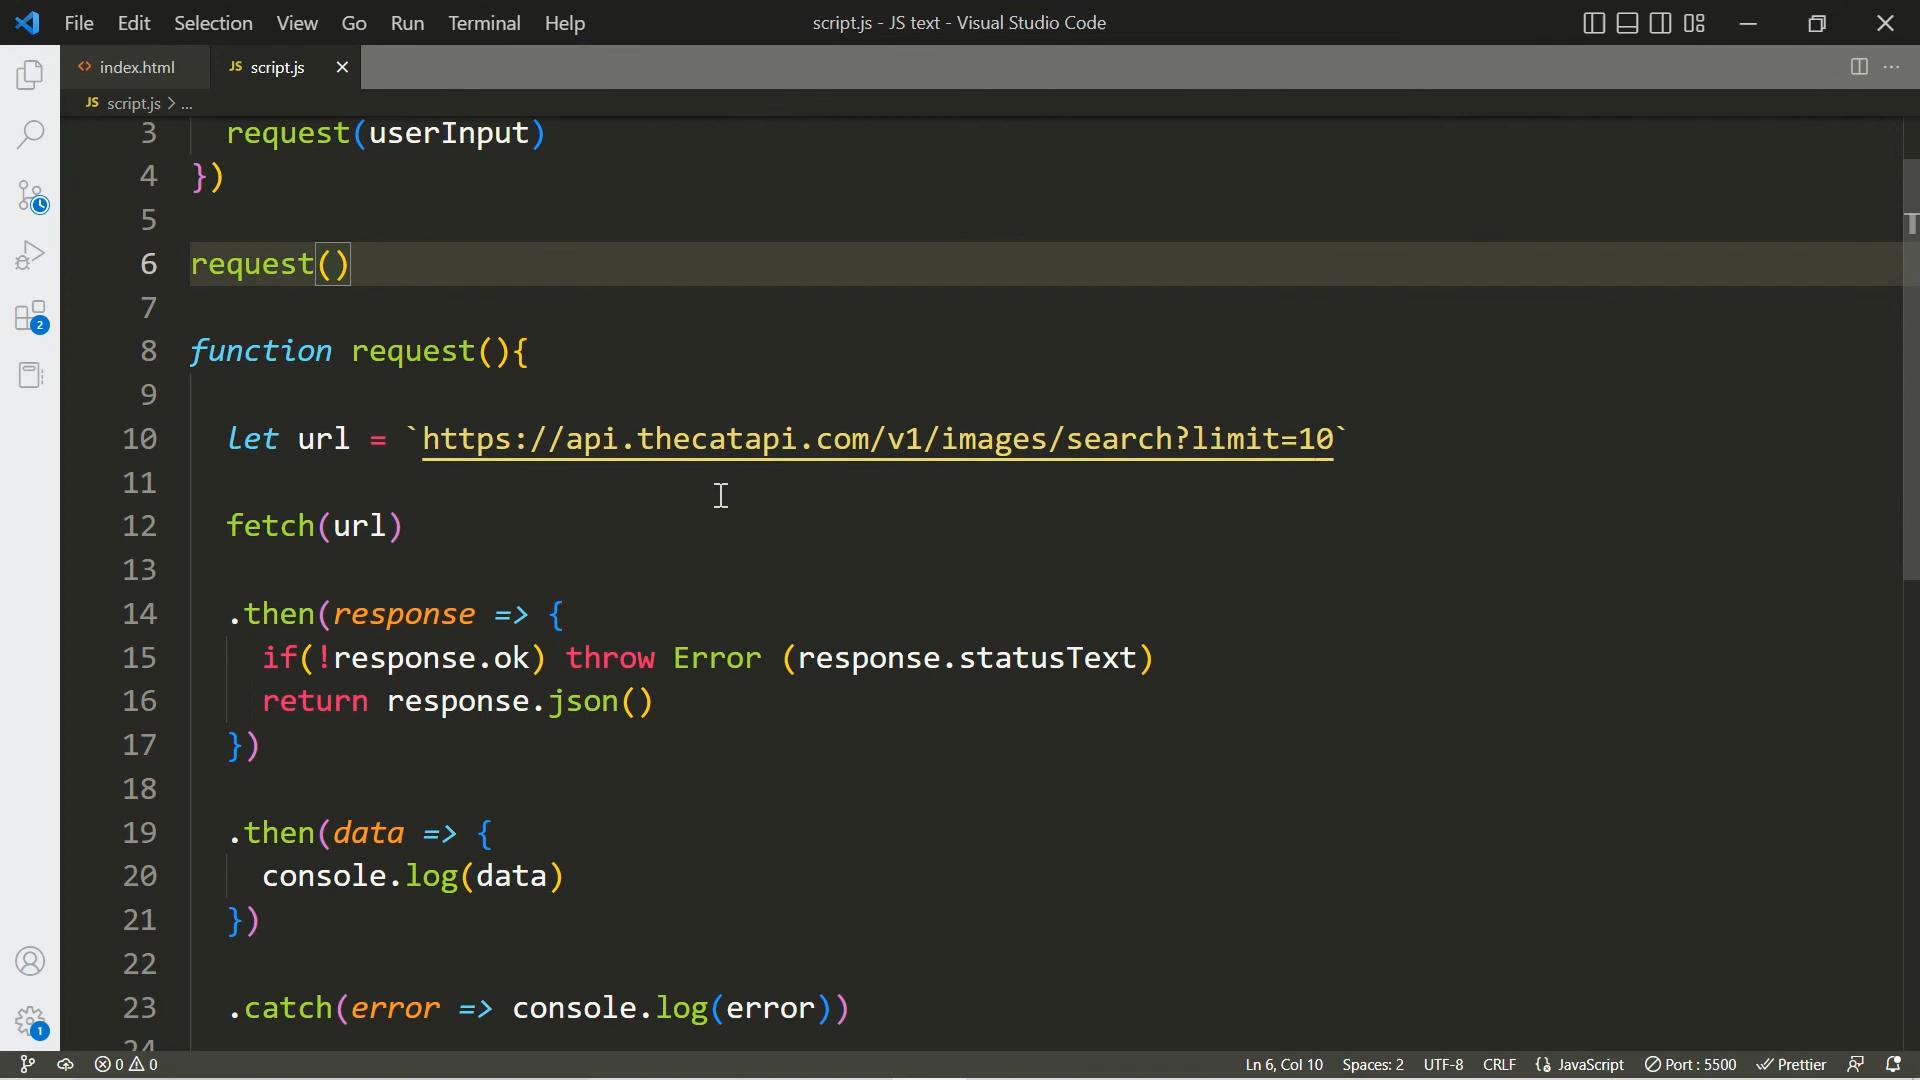 File Edit Selection View Go Run Terminal Help script.js - JS text - Visual Studio Code
<> index.html JS script.js ×
JS script.js > ...
3 request(userInput)
4 })
5
6 request()
7
8 function request(){
9
10 let url = `https://api.thecatapi.com/v1/images/search?limit=10`
11
12 fetch(url)
13
14 .then(response => {
15 if(!response.ok) throw Error (response.statusText)
16 return response.json()
17 })
18
19 .then(data => {
20 console.log(data)
21 })
22
23 .catch(error => console.log(error))
24
2
1
0 0 Ln 6, Col 10 Spaces: 2 UTF-8 CRLF {} JavaScript Port : 5500 Prettier